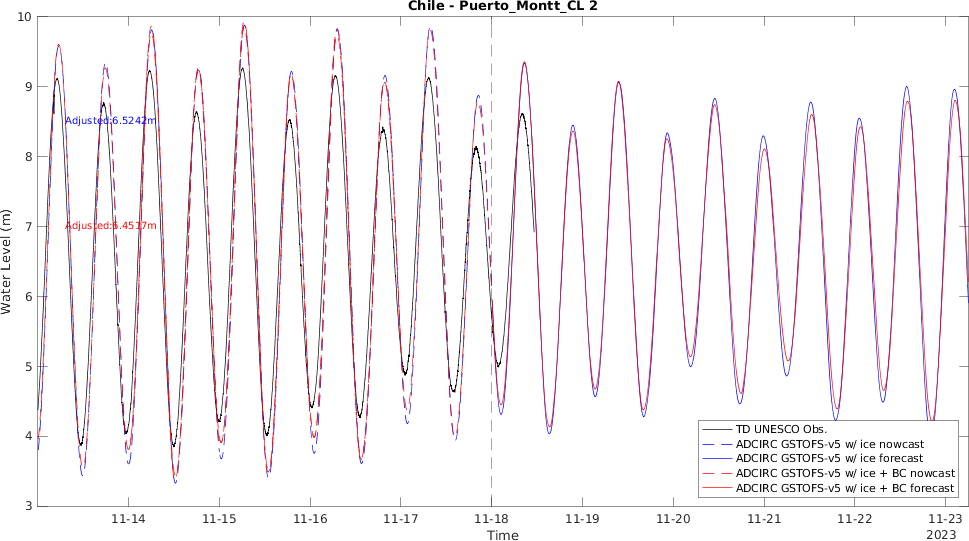 Chile - Puerto_Montt_CL 2
10
9
8
7
6
5
4
3
Water Level (m)
Adjusted:6.5242m
Adjusted:6.4517m
TD UNESCO Obs.
ADCIRC GSTOFS-v5 w/ ice nowcast
ADCIRC GSTOFS-v5 w/ ice forecast
ADCIRC GSTOFS-v5 w/ ice + BC nowcast
ADCIRC GSTOFS-v5 w/ ice + BC forecast
11-14 11-15 11-16 11-17 11-18 11-19 11-20 11-21 11-22 11-23
Time
2023